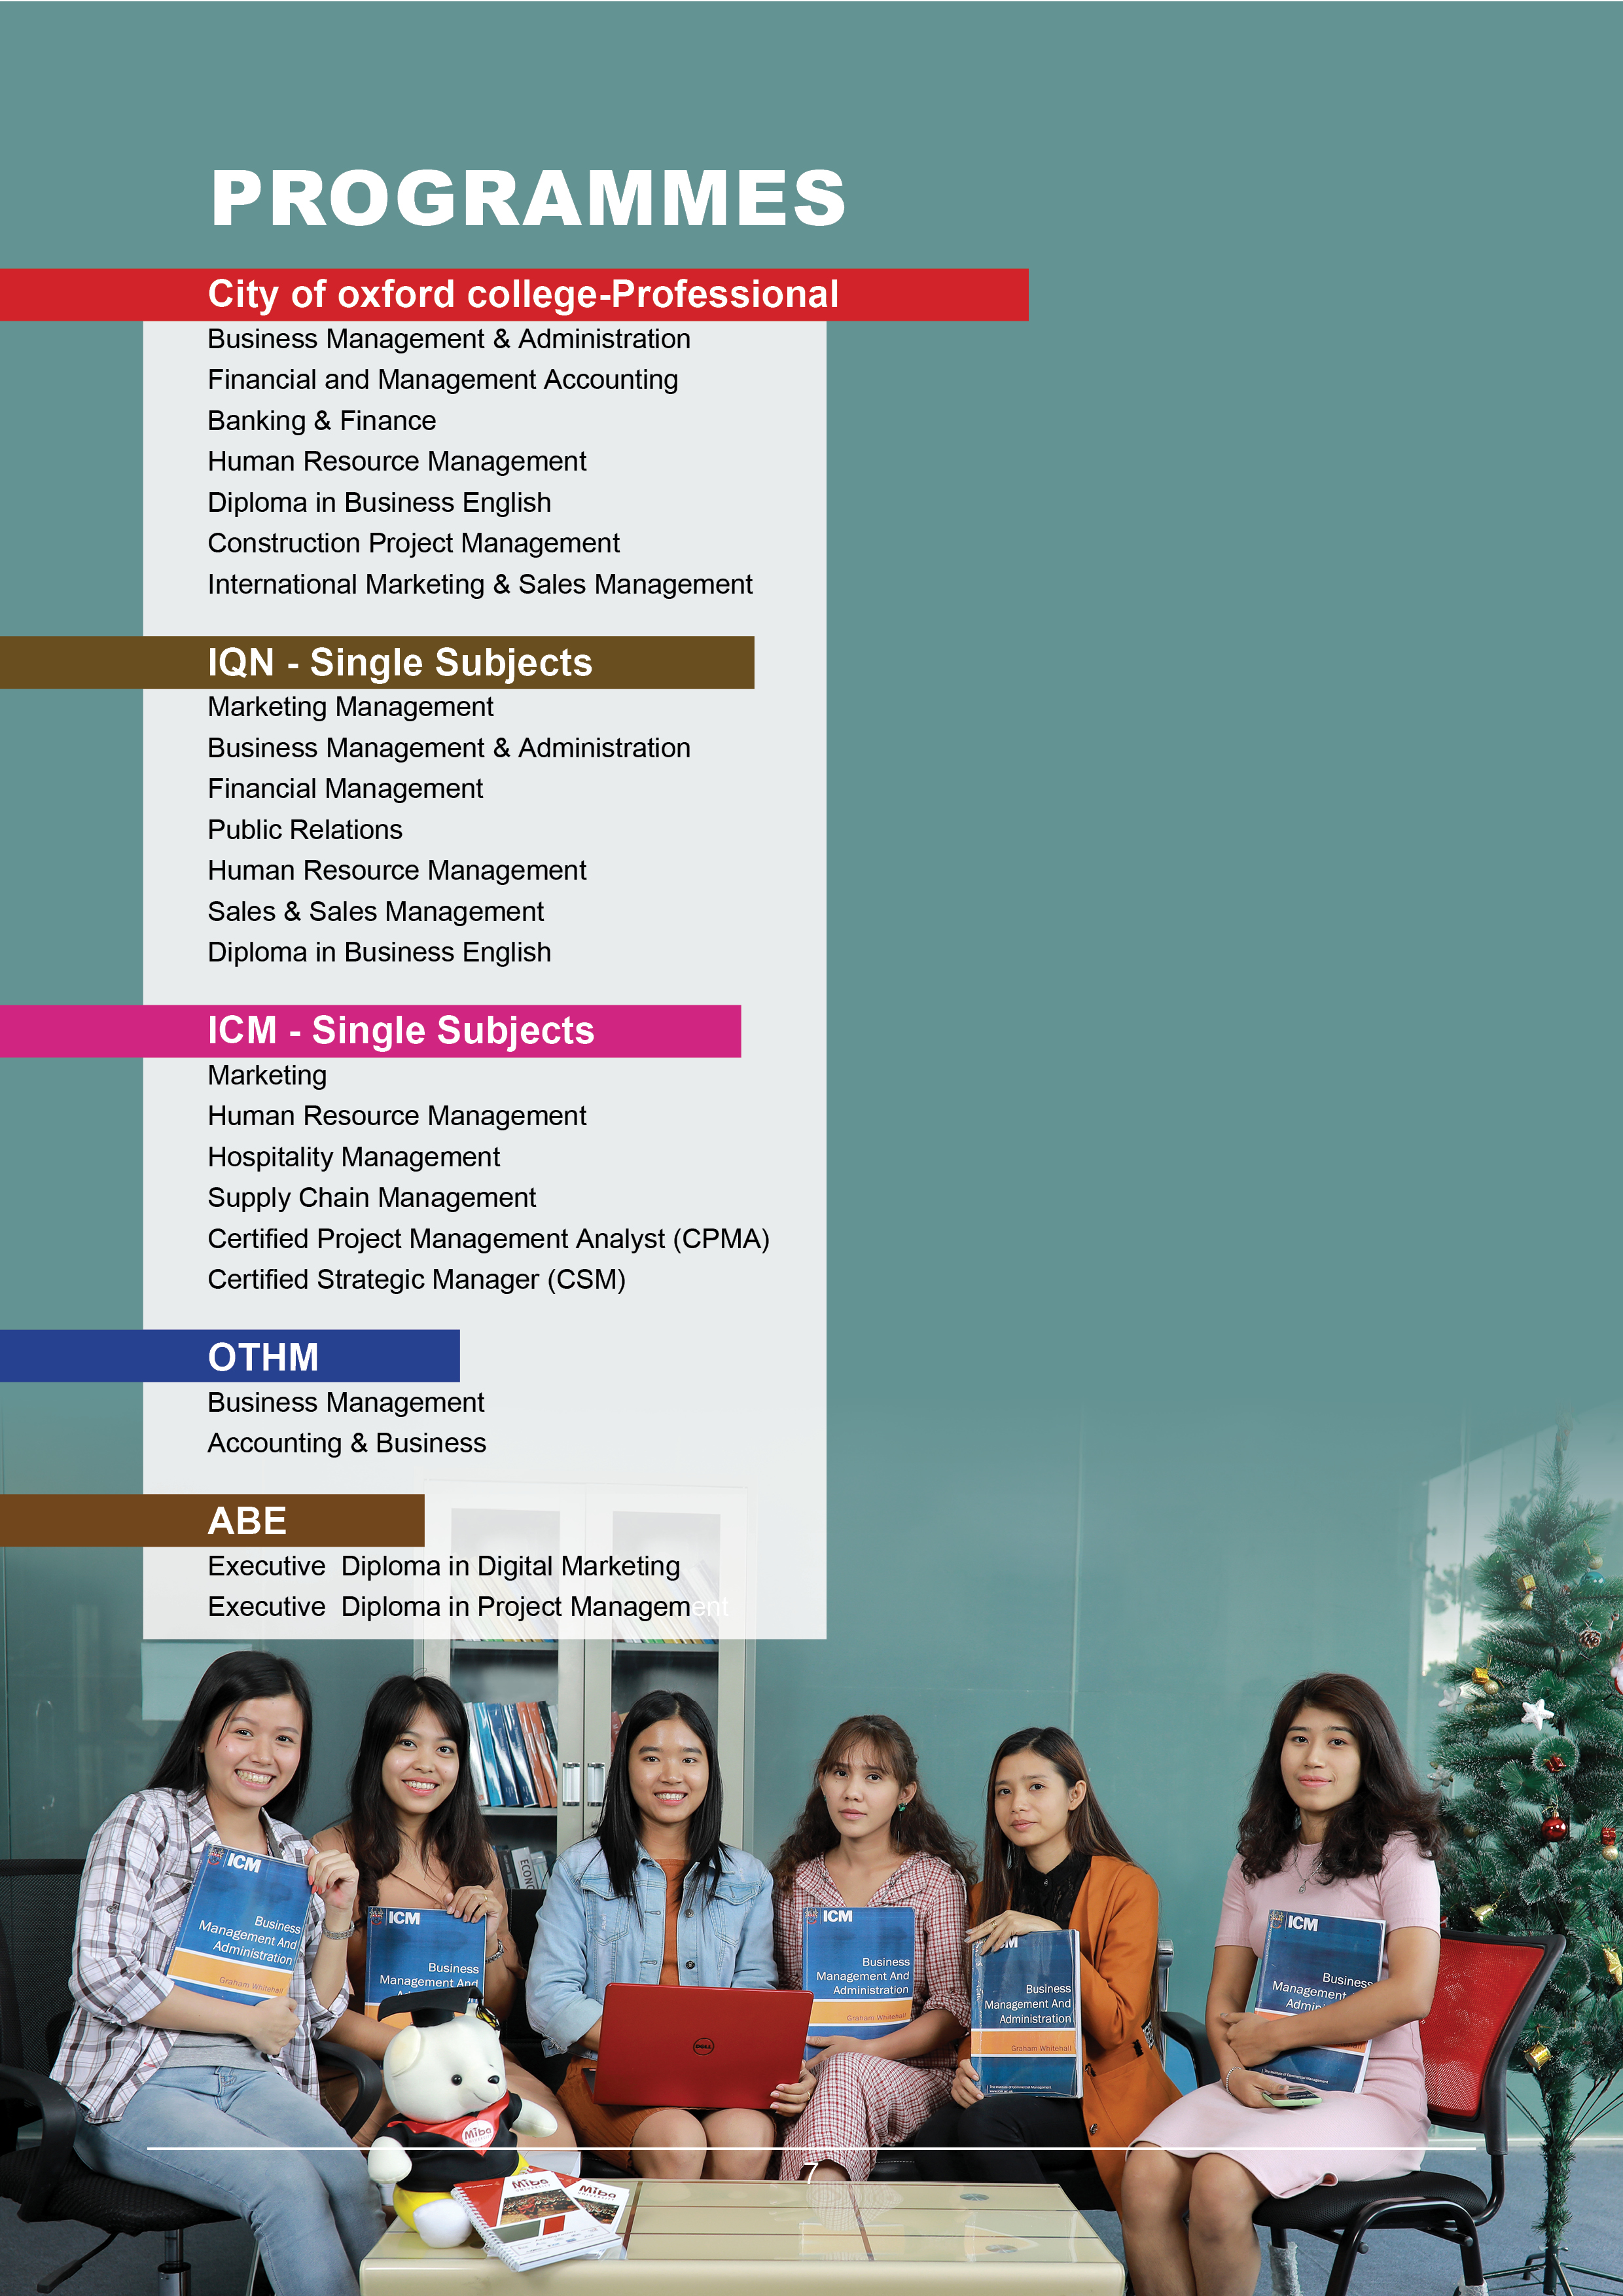 PROGRAMMES
City of oxford college-Professional
Business Management & Administration
Financial and Management Accounting
Banking & Finance
Human Resource Management
Diploma in Business English
Construction Project Management
International Marketing & Sales Management
IQN - Single Subjects
Marketing Management
Business Management & Administration
Financial Management
Public Relations
Human Resource Management
Sales & Sales Management
Diploma in Business English
ICM - Single Subjects
Marketing
Human Resource Management
Hospitality Management
Supply Chain Management
Certified Project Management Analyst (CPMA)
Certified Strategic Manager (CSM)
OTHM
Business Management
Accounting & Business
ABE
Executive Diploma in Digital Marketing
Executive Diploma in Project Management
ICM
Business
Management And
Administration
Graham Whitehall
ICM
Business
Management And
ICM
Business
Management And
Administration
Graham Whitehall
Business
Management And
Administration
Graham Whitehall
ICM
Business
Management
DELL
Miba
Miba
Miba
7